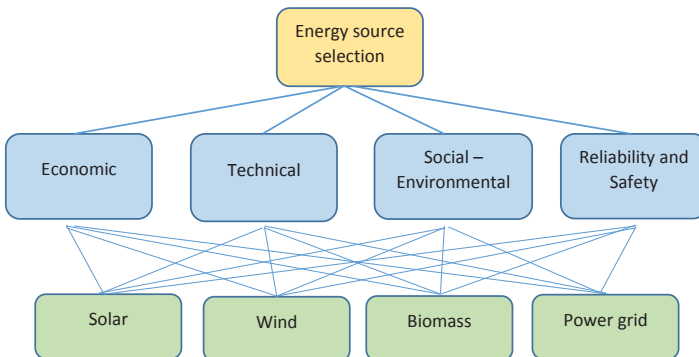 Energy source
selection
Economic
Technical
Social –
Environmental
Reliability and
Safety
Solar
Wind
Biomass
Power grid